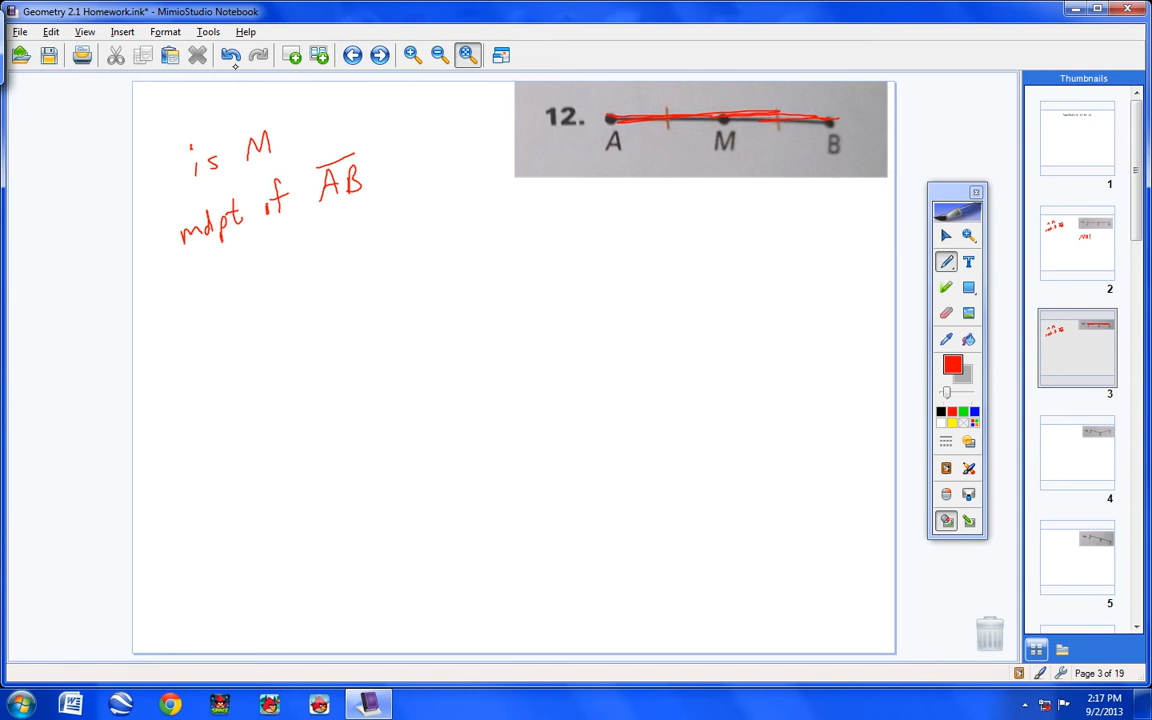 Geometry 2.1 Homework.ink* - MimioStudio Notebook
File Edit View Insert Format Tools Help
Thumbnails
12.
A M B
is M
mdpt of AB
T
1
2
3
4
5
Page 3 of 19
2:17 PM
9/2/2013